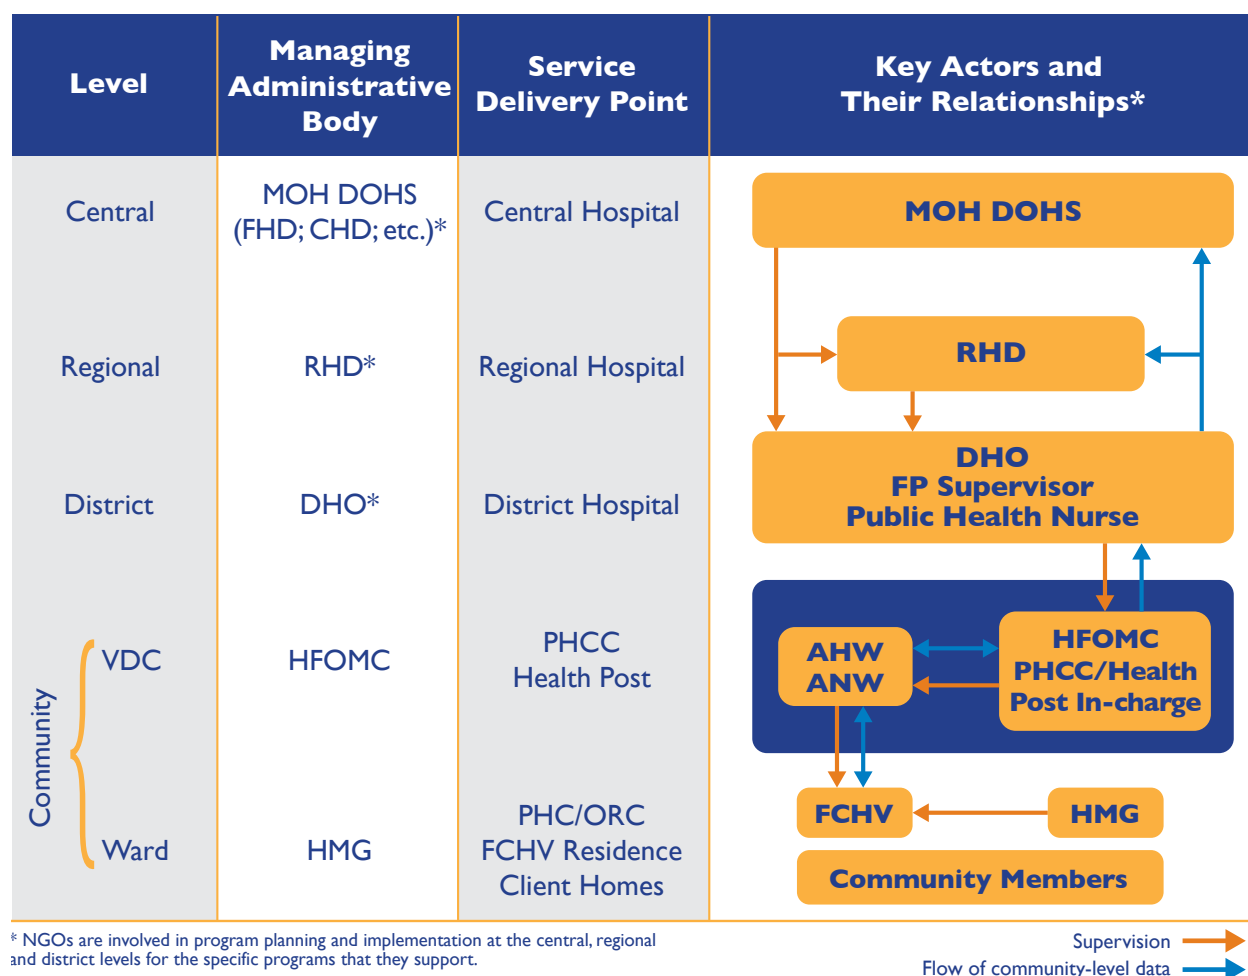 Level
Managing
Administrative
Body
Service
Delivery Point
Key Actors and
Their Relationships*
Central
MOH DOHS
(FHD; CHD; etc.)*
Central Hospital
MOH DOHS
Regional
RHD*
Regional Hospital
RHD
District
DHO*
District Hospital
DHO
FP Supervisor
Public Health Nurse
Community
VDC
HFOMC
PHCC
Health Post
AHW
ANW
HFOMC
PHCC/Health
Post In-charge
Ward
HMG
PHC/ORC
FCHV Residence
Client Homes
FCHV
HMG
Community Members
* NGOs are involved in program planning and implementation at the central, regional
and district levels for the specific programs that they support.
Supervision
Flow of community-level data